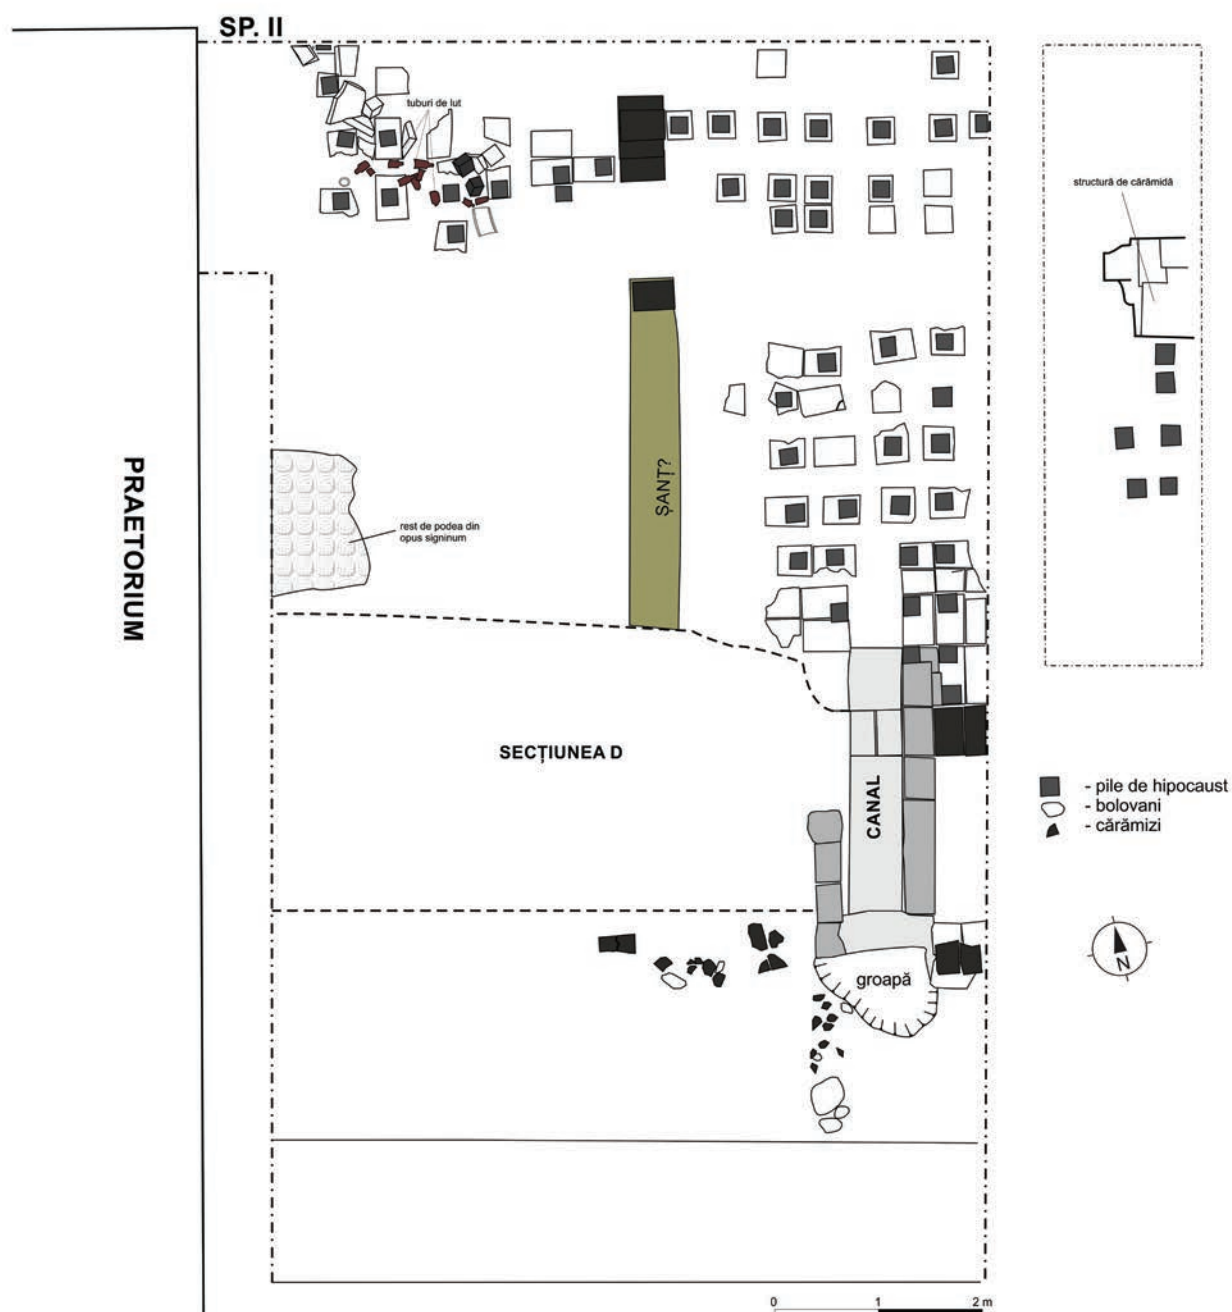 SP. II
tuburi de lut
structură de cărămidă
PRAETORIUM
ȘANȚ?
rest de podea din
opus signinum
SECȚIUNEA D
CANAL
- pile de hipocaust
- bolovani
- cărămizi
groapă
N
0 1 2 m